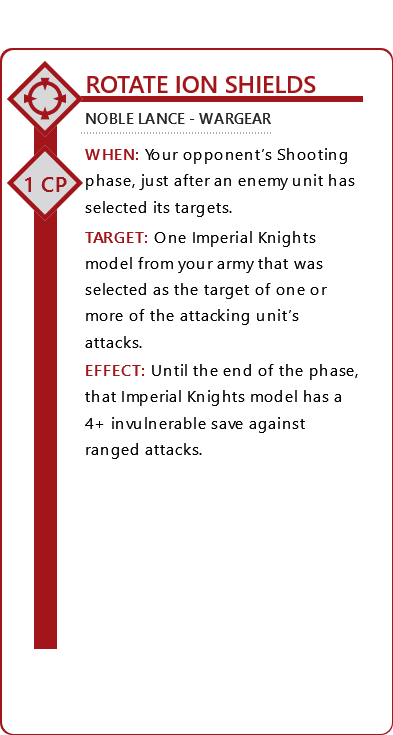 ROTATE ION SHIELDS
NOBLE LANCE - WARGEAR
1 CP
WHEN: Your opponent's Shooting
phase, just after an enemy unit has
selected its targets.
TARGET: One Imperial Knights
model from your army that was
selected as the target of one or
more of the attacking unit's
attacks.
EFFECT: Until the end of the phase,
that Imperial Knights model has a
4+ invulnerable save against
ranged attacks.